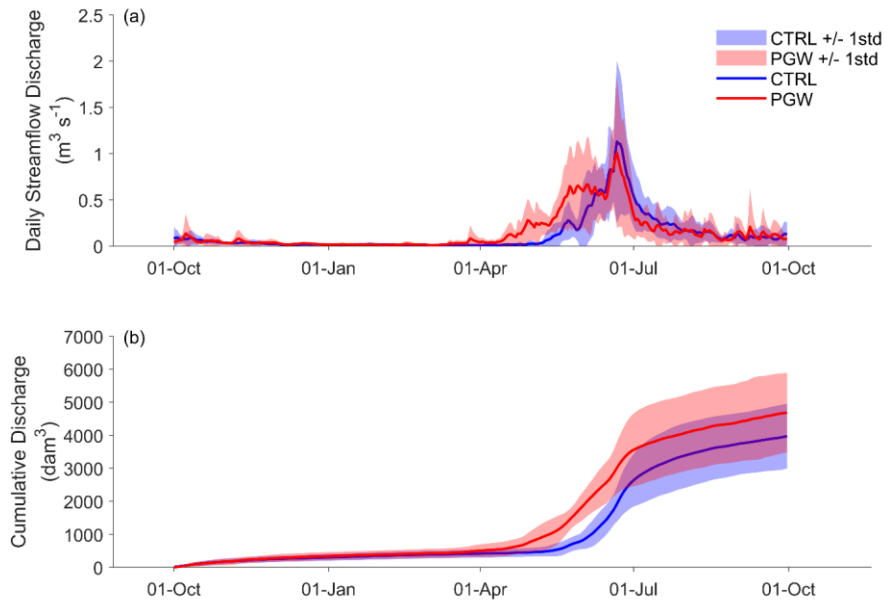 (a)
Daily Streamflow Discharge
(m³ s⁻¹)
2.5
2
1.5
1
0.5
0
01-Oct
01-Jan
01-Apr
01-Jul
01-Oct
CTRL +/- 1std
PGW +/- 1std
CTRL
PGW
(b)
Cumulative Discharge
(dam³)
7000
6000
5000
4000
3000
2000
1000
0
01-Oct
01-Jan
01-Apr
01-Jul
01-Oct